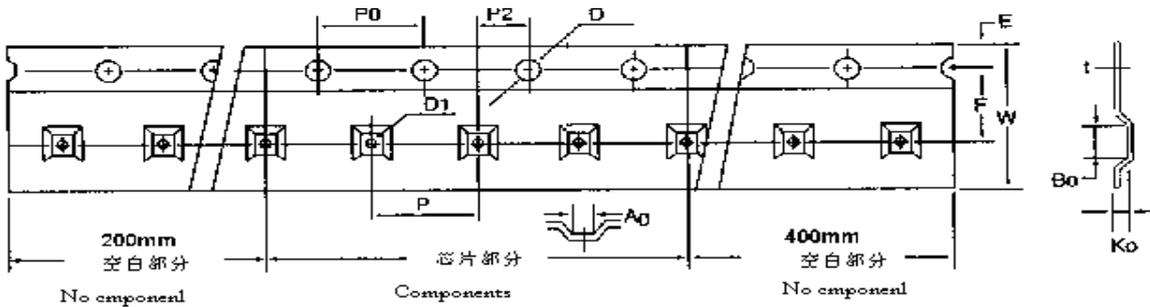 P0
P2
D
E
t
D1
F
W
Bo
P
A0
Ko
200mm
空白部分
芯片部分
400mm
空白部分
No cmponenl
Components
No cmponenl